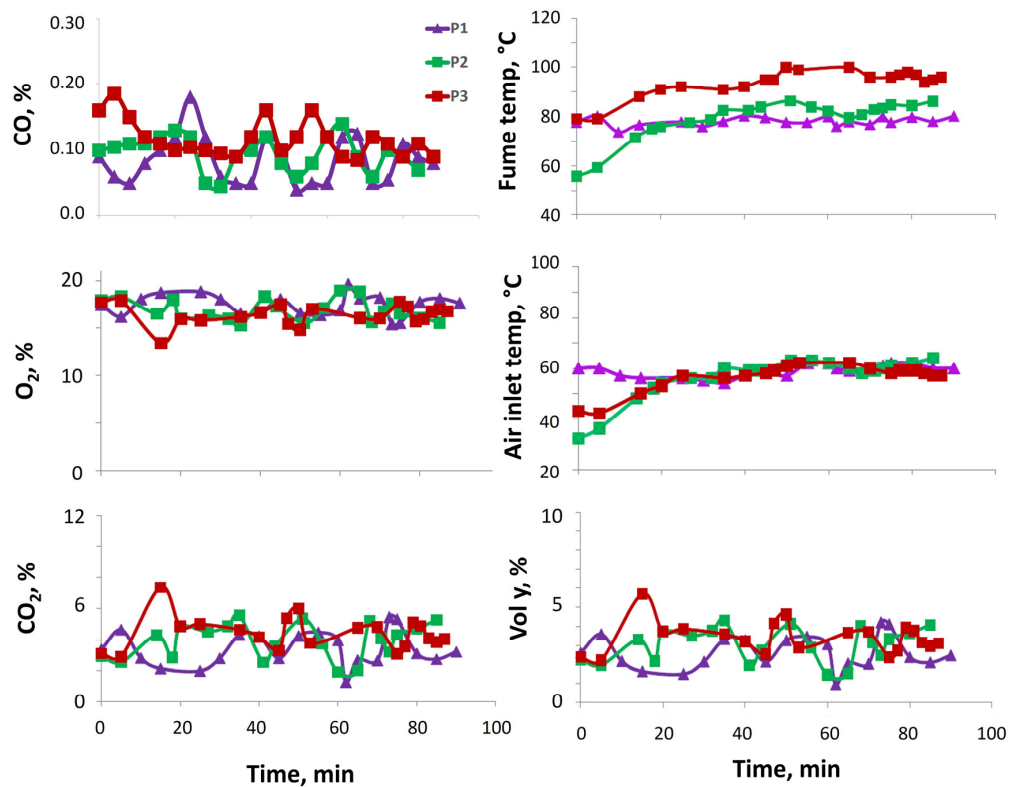 0.30
0.20
0.10
0.0
CO, %
P1
P2
P3
120
100
80
60
40
Fume temp, °C
20
10
0
O2, %
100
80
60
40
20
Air inlet temp, °C
12
6
0
CO2, %
0 20 40 60 80 100
Time, min
10
5
0
Vol y, %
0 20 40 60 80 100
Time, min